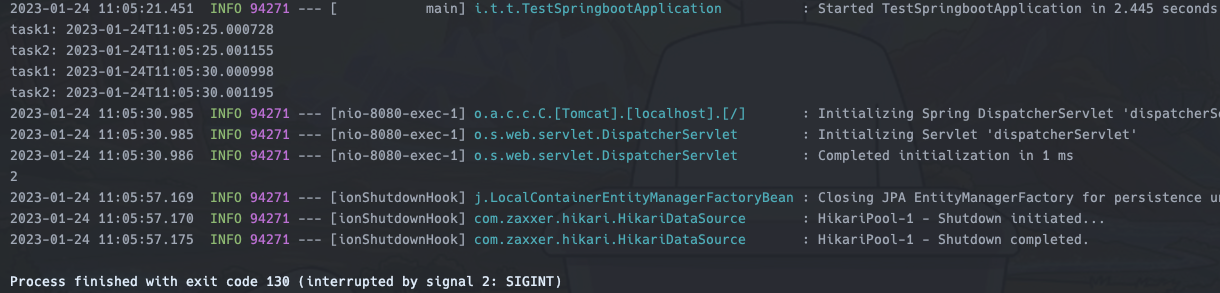 2023-01-24 11:05:21.451  INFO 94271 --- [           main] i.t.t.TestSpringbootApplication          : Started TestSpringbootApplication in 2.445 seconds
task1: 2023-01-24T11:05:25.000728
task2: 2023-01-24T11:05:25.001155
task1: 2023-01-24T11:05:30.000998
task2: 2023-01-24T11:05:30.001195
2023-01-24 11:05:30.985  INFO 94271 --- [nio-8080-exec-1] o.a.c.c.C.[Tomcat].[localhost].[/]       : Initializing Spring DispatcherServlet 'dispatcherSe
2023-01-24 11:05:30.985  INFO 94271 --- [nio-8080-exec-1] o.s.web.servlet.DispatcherServlet        : Initializing Servlet 'dispatcherServlet'
2023-01-24 11:05:30.986  INFO 94271 --- [nio-8080-exec-1] o.s.web.servlet.DispatcherServlet        : Completed initialization in 1 ms
2
2023-01-24 11:05:57.169  INFO 94271 --- [ionShutdownHook] j.LocalContainerEntityManagerFactoryBean : Closing JPA EntityManagerFactory for persistence un
2023-01-24 11:05:57.170  INFO 94271 --- [ionShutdownHook] com.zaxxer.hikari.HikariDataSource       : HikariPool-1 - Shutdown initiated...
2023-01-24 11:05:57.175  INFO 94271 --- [ionShutdownHook] com.zaxxer.hikari.HikariDataSource       : HikariPool-1 - Shutdown completed.
Process finished with exit code 130 (interrupted by signal 2: SIGINT)